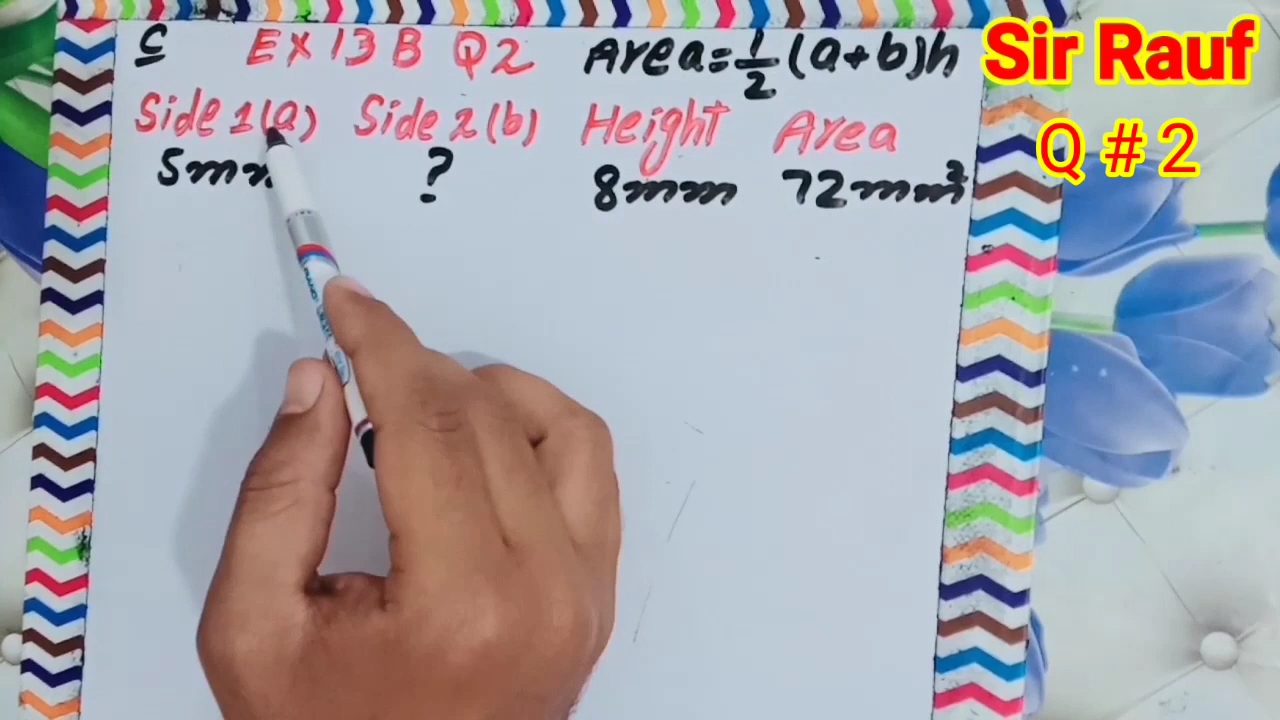 C Ex 13 B Q2 Area = 1/2 (a+b)h
Sir Rauf
Q # 2
Side 1(a) Side 2(b) Height Area
5mm ? 8mm 72mm²